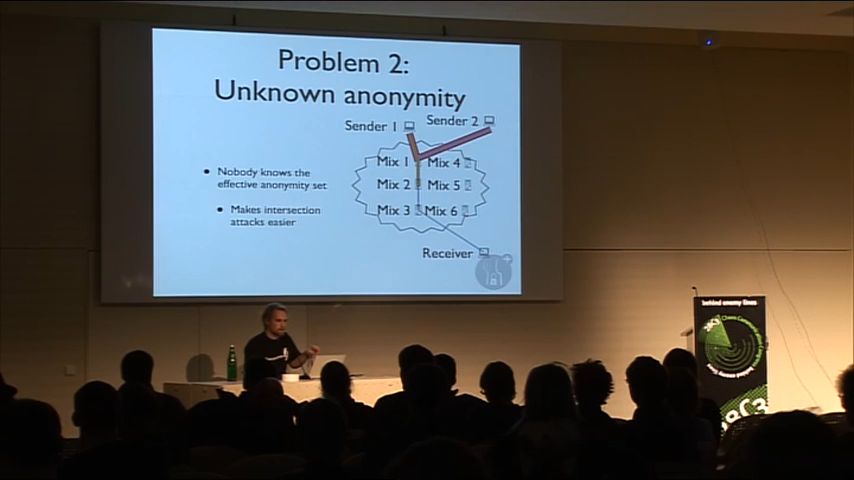 Problem 2:
Unknown anonymity
Sender 1
Sender 2
• Nobody knows the
effective anonymity set
• Makes intersection
attacks easier
Mix 1
Mix 4
Mix 2
Mix 5
Mix 3
Mix 6
Receiver
behind enemy lines
28C3